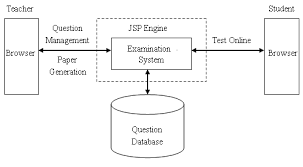 Teacher
Student
JSP Engine
Question
Management
Paper
Generation
Browser
Examination
System
Test Online
Browser
Question
Database